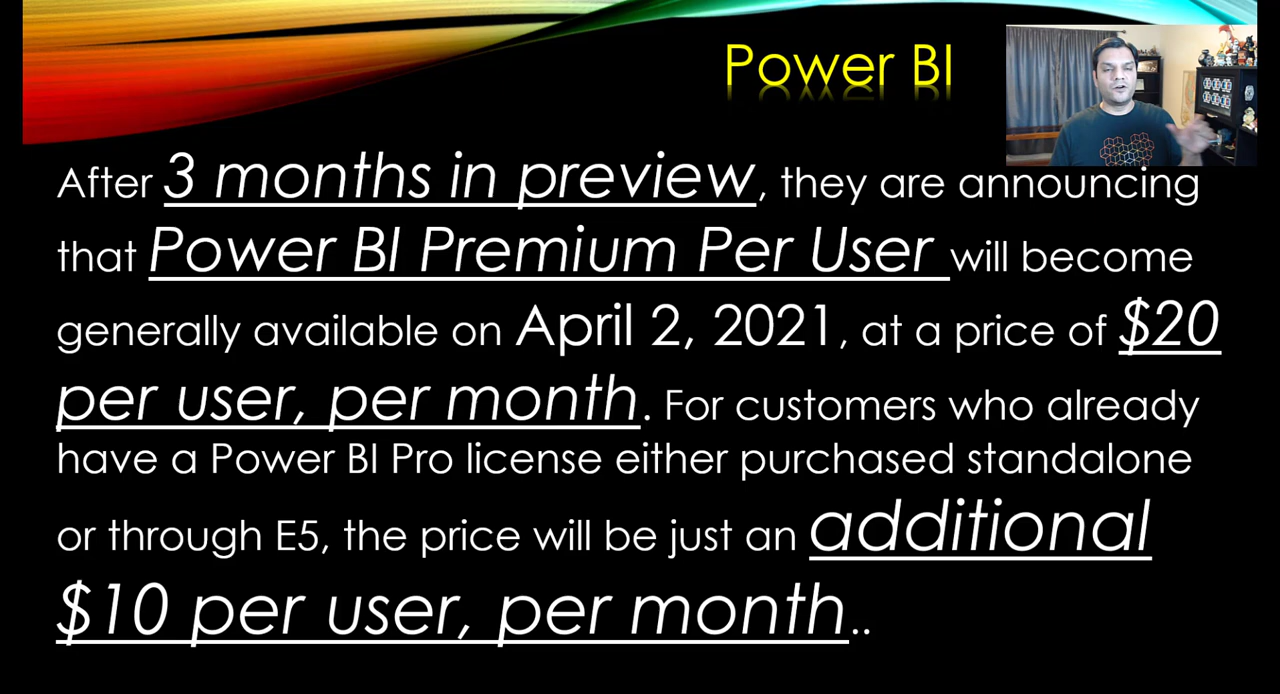 Power BI
After 3 months in preview, they are announcing
that Power BI Premium Per User will become
generally available on April 2, 2021, at a price of $20
per user, per month. For customers who already
have a Power BI Pro license either purchased standalone
or through E5, the price will be just an additional
$10 per user, per month..